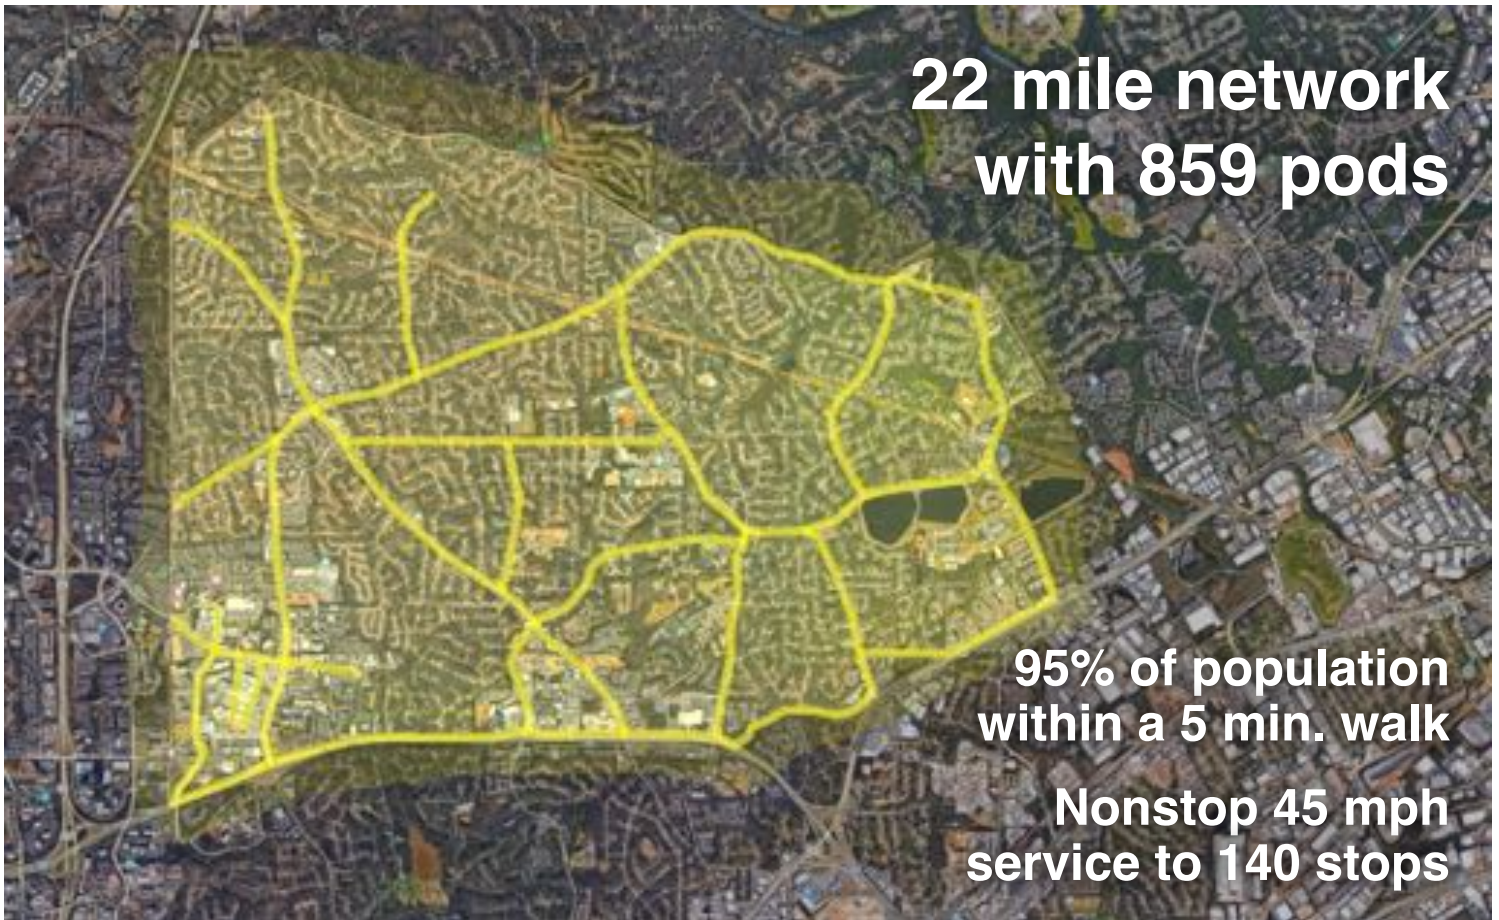 22 mile network
with 859 pods
95% of population
within a 5 min. walk
Nonstop 45 mph
service to 140 stops